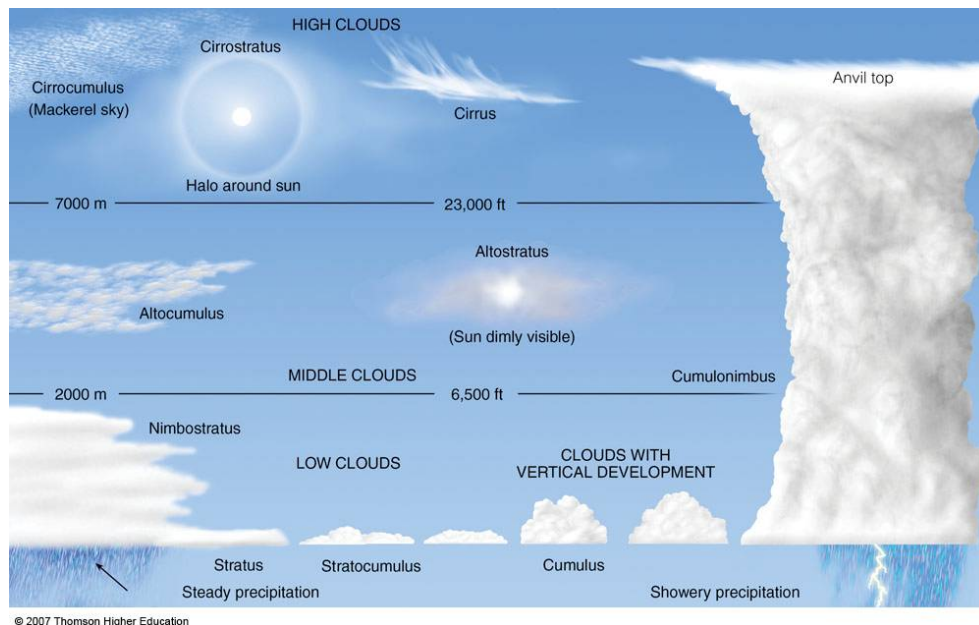 HIGH CLOUDS
Cirrostratus
Cirrocumulus
(Mackerel sky)
Cirrus
Anvil top
Halo around sun
7000 m
23,000 ft
Altostratus
Altocumulus
(Sun dimly visible)
MIDDLE CLOUDS
Cumulonimbus
2000 m
6,500 ft
Nimbostratus
LOW CLOUDS
CLOUDS WITH
VERTICAL DEVELOPMENT
Stratus
Stratocumulus
Cumulus
Steady precipitation
Showery precipitation
© 2007 Thomson Higher Education